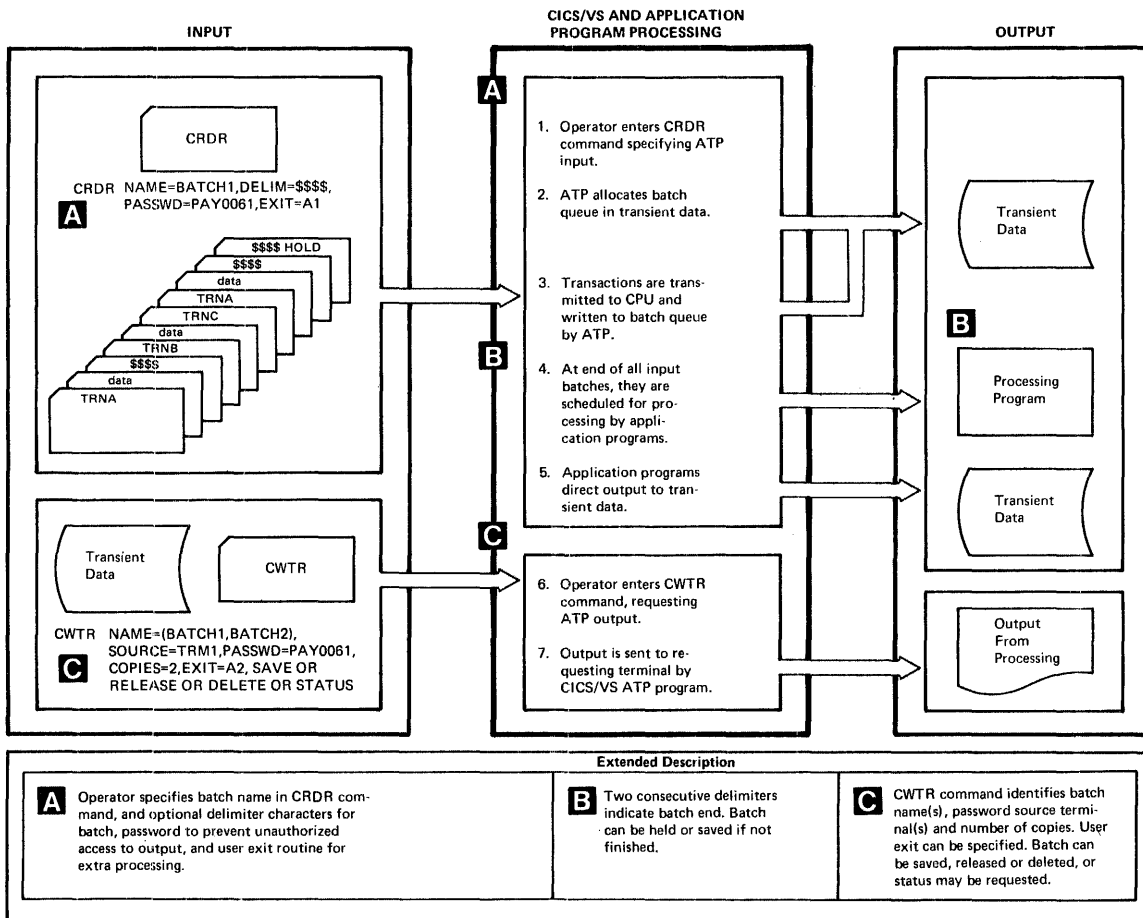 INPUT
CICS/VS AND APPLICATION
PROGRAM PROCESSING
OUTPUT
CRDR
CRDR NAME=BATCH1,DELIM=$$$$,
PASSWD=PAY0061,EXIT=A1
A
$$$$ HOLD
$$$$
data
TRNA
TRNC
data
TRNB
$$$S
data
TRNA
A
1. Operator enters CRDR
command specifying ATP
input.
2. ATP allocates batch
queue in transient data.
3. Transactions are trans-
mitted to CPU and
written to batch queue
by ATP.
B
4. At end of all input
batches, they are
scheduled for pro-
cessing by appli-
cation programs.
5. Application programs
direct output to tran-
sient data.
Transient
Data
B
Processing
Program
Transient
Data
Transient
Data
CWTR
CWTR NAME=(BATCH1,BATCH2),
SOURCE=TRM1,PASSWD=PAY0061,
COPIES=2,EXIT=A2, SAVE OR
RELEASE OR DELETE OR STATUS
C
C
6. Operator enters CWTR
command, requesting
ATP output.
7. Output is sent to re-
questing terminal by
CICS/VS ATP program.
Output
From
Processing
Extended Description
A Operator specifies batch name in CRDR com-
mand, and optional delimiter characters for
batch, password to prevent unauthorized
access to output, and user exit routine for
extra processing.
B Two consecutive delimiters
indicate batch end. Batch
can be held or saved if not
finished.
C CWTR command identifies batch
name(s), password source termi-
nal(s) and number of copies. User
exit can be specified. Batch can
be saved, released or deleted, or
status may be requested.